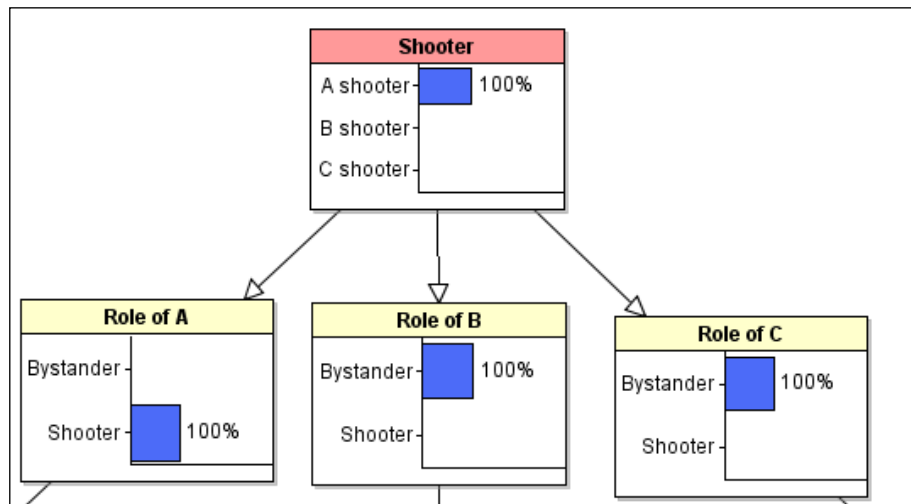 Shooter
A shooter 100%
B shooter
C shooter
Role of A
Bystander
Shooter 100%
Role of B
Bystander 100%
Shooter
Role of C
Bystander 100%
Shooter